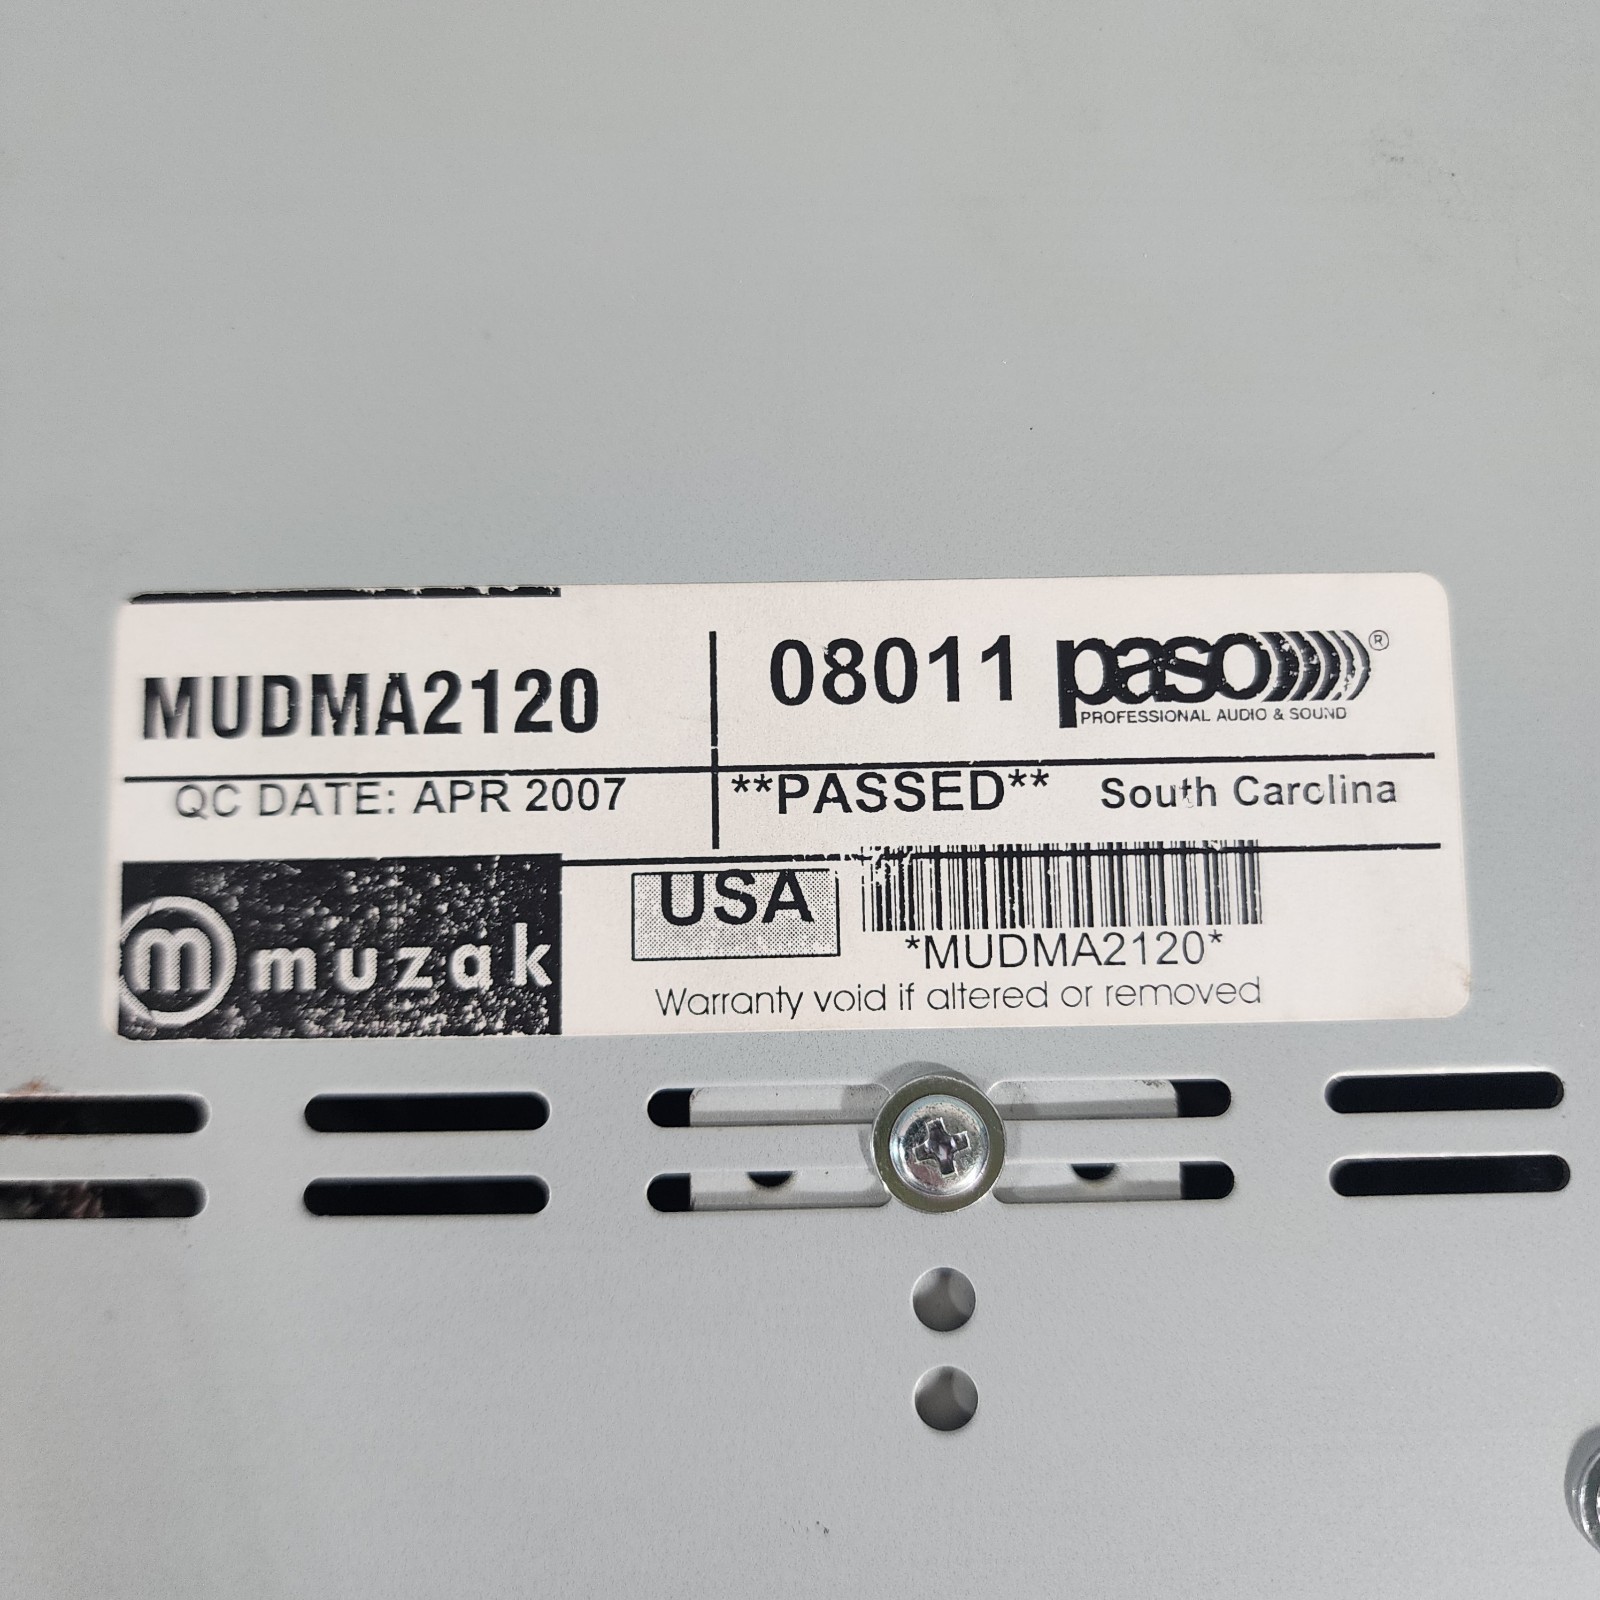 MUDMA2120
08011 paso®
PROFESSIONAL AUDIO & SOUND
QC DATE: APR 2007
**PASSED** South Carolina
m muzak
USA
*MUDMA2120*
Warranty void if altered or removed